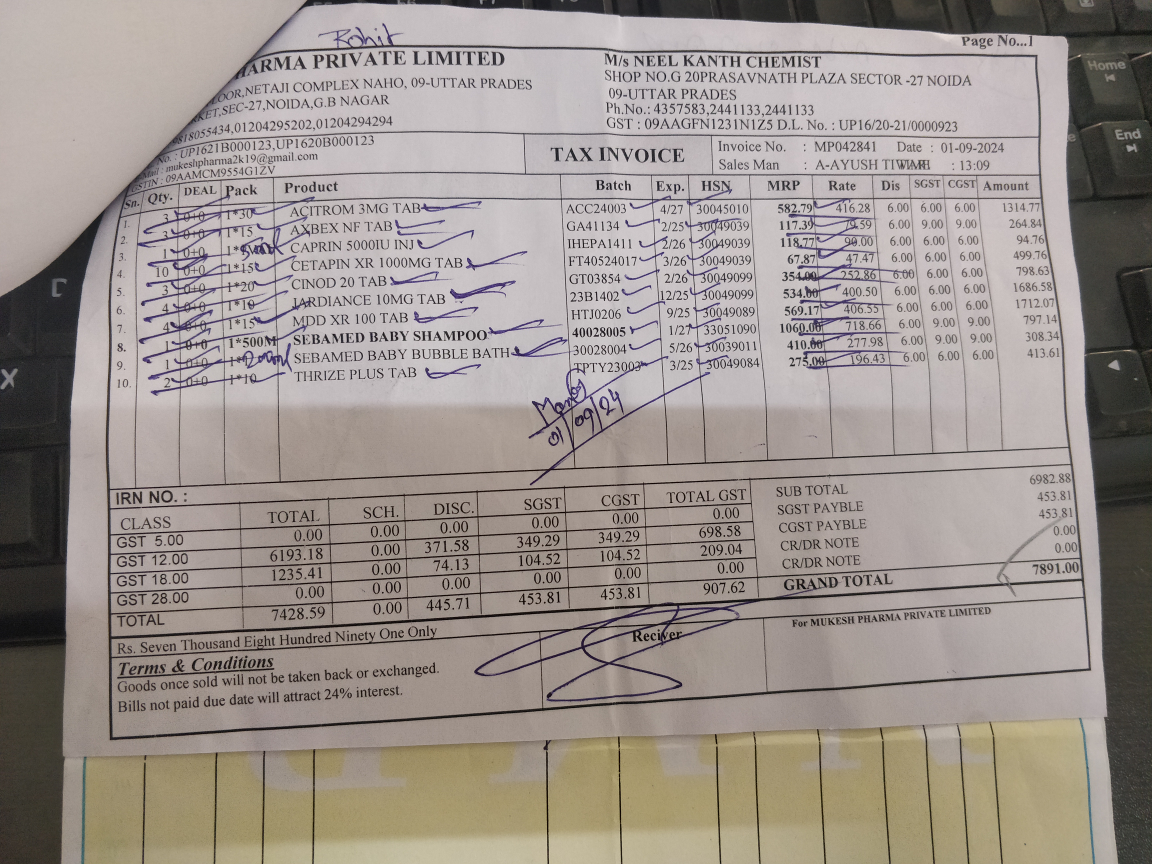 Rohit
Page No...1
HARMA PRIVATE LIMITED
OOR,NETAJI COMPLEX NAHO, 09-UTTAR PRADES
RKET,SEC-27,NOIDA,G.B NAGAR
9818055434,01204295202,01204294294
No. : UP1621B000123,UP1620B000123
Mail : mukeshpharma2k19@gmail.com
GSTIN : 09AAMCM9554G1ZV
M/s NEEL KANTH CHEMIST
SHOP NO.G 20PRASAVNATH PLAZA SECTOR -27 NOIDA
09-UTTAR PRADES
Ph.No.: 4357583,2441133,2441133
GST : 09AAGFN1231N1Z5 D.L. No. : UP16/20-21/0000923
TAX INVOICE
Invoice No. : MP042841 Date : 01-09-2024
Sales Man : A-AYUSH TIWARI : 13:09
Sn. Qty. DEAL Pack Product Batch Exp. HSN MRP Rate Dis SGST CGST Amount
1. 3 0+0 1*30 ACITROM 3MG TAB ACC24003 4/27 30045010 582.79 416.28 6.00 6.00 6.00 1314.77
2. 3 0+0 1*15 AXBEX NF TAB GA41134 2/25 30049039 117.39 79.59 6.00 9.00 9.00 264.84
3. 1 0+0 CAPRIN 5000IU INJ IHEPA1411 2/26 30049039 118.77 90.00 6.00 6.00 6.00 94.76
4. 10 0+0 1*15 CETAPIN XR 1000MG TAB FT40524017 3/26 30049039 67.87 47.47 6.00 6.00 6.00 499.76
5. 3 0+0 1*20 CINOD 20 TAB GT03854 2/26 30049099 354.00 252.86 6.00 6.00 6.00 798.63
6. 4 0+0 1*10 JARDIANCE 10MG TAB 23B1402 12/25 30049099 534.00 400.50 6.00 6.00 6.00 1686.58
7. 4 0+0 1*15 MDD XR 100 TAB HTJ0206 9/25 30049089 569.17 406.55 6.00 6.00 6.00 1712.07
8. 1 0+0 1*500M SEBAMED BABY SHAMPOO 40028005 1/27 33051090 1060.00 718.66 6.00 9.00 9.00 797.14
9. 1 0+0 SEBAMED BABY BUBBLE BATH 30028004 5/26 30039011 410.00 277.98 6.00 9.00 9.00 308.34
10. 2 0+0 1*10 THRIZE PLUS TAB TPTY23003 3/25 30049084 275.00 196.43 6.00 6.00 6.00 413.61
01/09/24
IRN NO. :
CLASS TOTAL SCH. DISC. SGST CGST TOTAL GST
GST 5.00 0.00 0.00 0.00 0.00 0.00 0.00
GST 12.00 6193.18 0.00 371.58 349.29 349.29 698.58
GST 18.00 1235.41 0.00 74.13 104.52 104.52 209.04
GST 28.00 0.00 0.00 0.00 0.00 0.00 0.00
TOTAL 7428.59 0.00 445.71 453.81 453.81 907.62
SUB TOTAL 6982.88
SGST PAYBLE 453.81
CGST PAYBLE 453.81
CR/DR NOTE 0.00
CR/DR NOTE 0.00
GRAND TOTAL 7891.00
Rs. Seven Thousand Eight Hundred Ninety One Only
Terms & Conditions
Goods once sold will not be taken back or exchanged.
Bills not paid due date will attract 24% interest.
Reciver
For MUKESH PHARMA PRIVATE LIMITED
Home
End
X
D